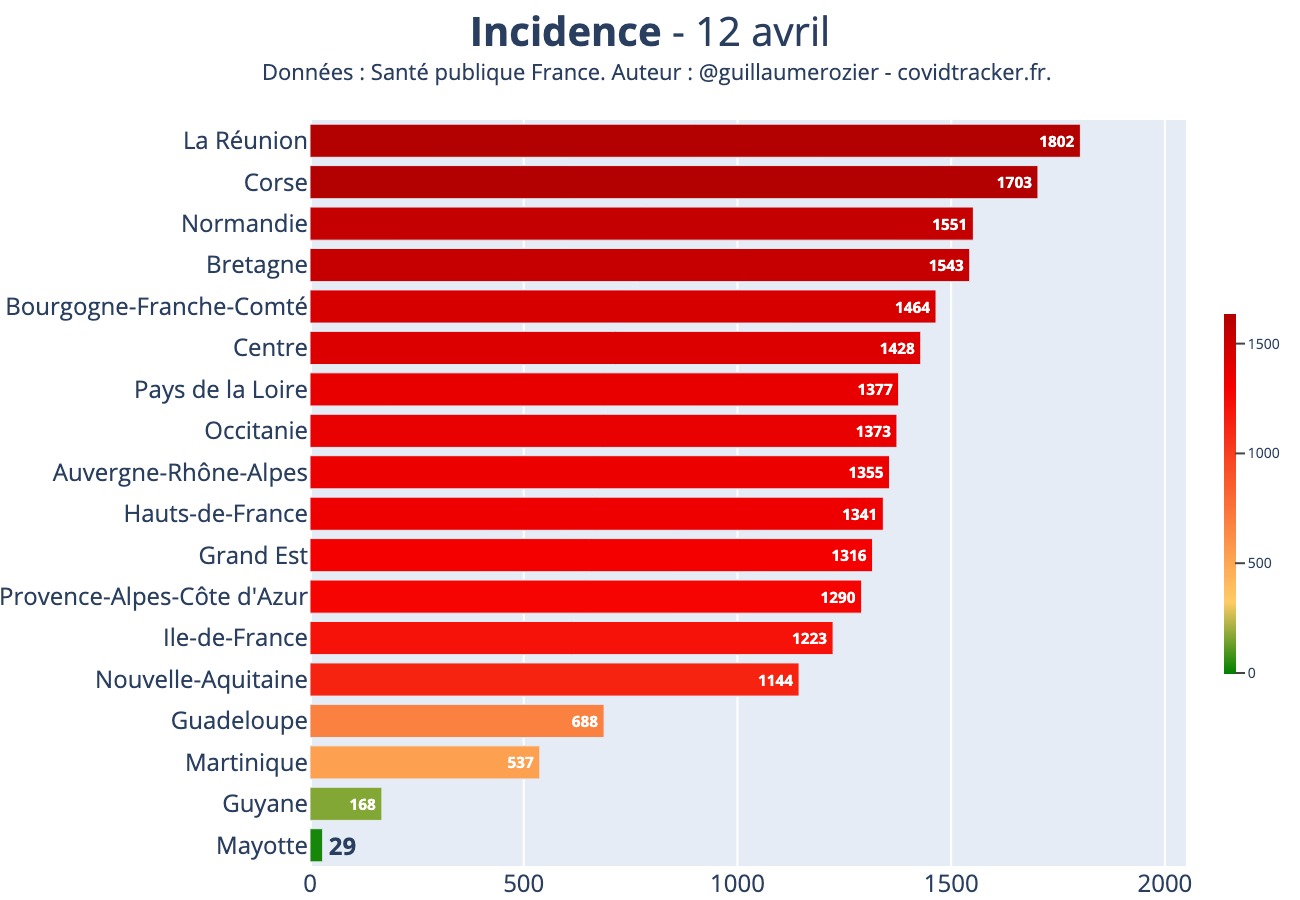 Incidence - 12 avril
Données : Santé publique France. Auteur : @guillaumerozier - covidtracker.fr.
La Réunion 1802
Corse 1703
Normandie 1551
Bretagne 1543
Bourgogne-Franche-Comté 1464
Centre 1428
Pays de la Loire 1377
Occitanie 1373
Auvergne-Rhône-Alpes 1355
Hauts-de-France 1341
Grand Est 1316
Provence-Alpes-Côte d'Azur 1290
Ile-de-France 1223
Nouvelle-Aquitaine 1144
Guadeloupe 688
Martinique 537
Guyane 168
Mayotte 29
0 500 1000 1500 2000
1500
1000
500
0